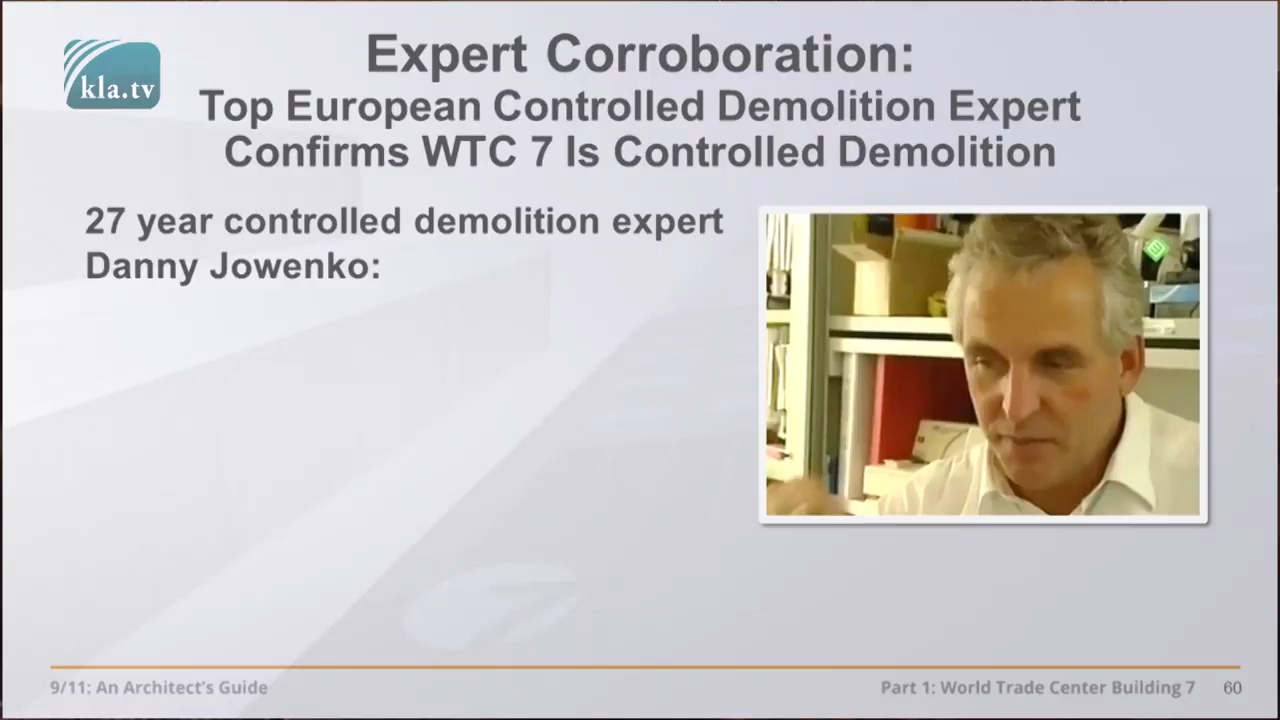 kla.tv
Expert Corroboration:
Top European Controlled Demolition Expert
Confirms WTC 7 Is Controlled Demolition
27 year controlled demolition expert
Danny Jowenko:
9/11: An Architect's Guide
Part 1: World Trade Center Building 7 60